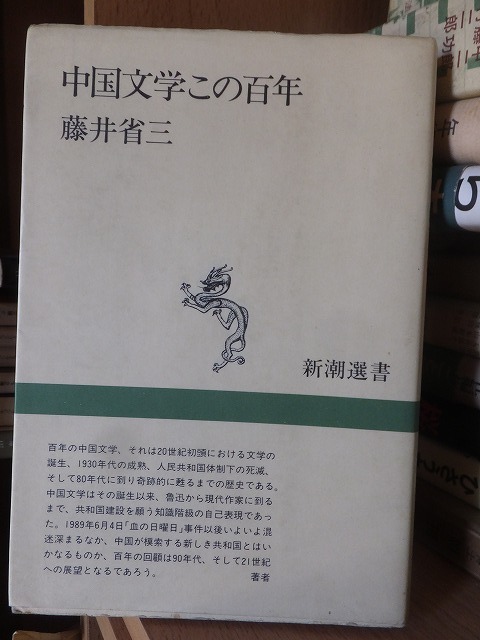 中国文学この百年
藤井省三
新潮選書
百年の中国文学、それは20世紀初頭における文学の
誕生、1930年代の成熟、人民共和国体制下の死滅、
そして80年代に到り奇跡的に甦るまでの歴史である。
中国文学はその誕生以来、魯迅から現代作家に到る
まで、共和国建設を願う知識階級の自己表現であっ
た。1989年6月4日「血の日曜日」事件以後いよいよ混
迷深まるなか、中国が模索する新しき共和国とはい
かなるものか、百年の回顧は90年代、そして21世紀
への展望となるであろう。 著者